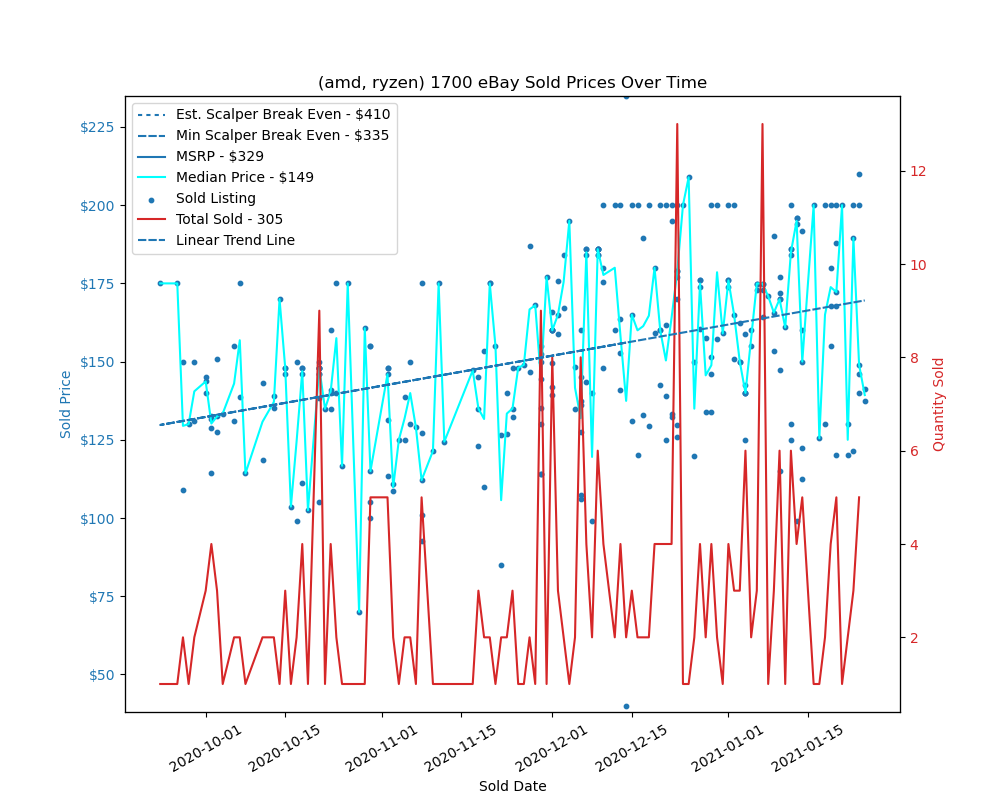 (amd, ryzen) 1700 eBay Sold Prices Over Time
Est. Scalper Break Even - $410
Min Scalper Break Even - $335
MSRP - $329
Median Price - $149
Sold Listing
Total Sold - 305
Linear Trend Line
$225
$200
$175
$150
$125
$100
$75
$50
Sold Price
12
10
8
6
4
2
Quantity Sold
2020-10-01
2020-10-15
2020-11-01
2020-11-15
2020-12-01
2020-12-15
2021-01-01
2021-01-15
Sold Date